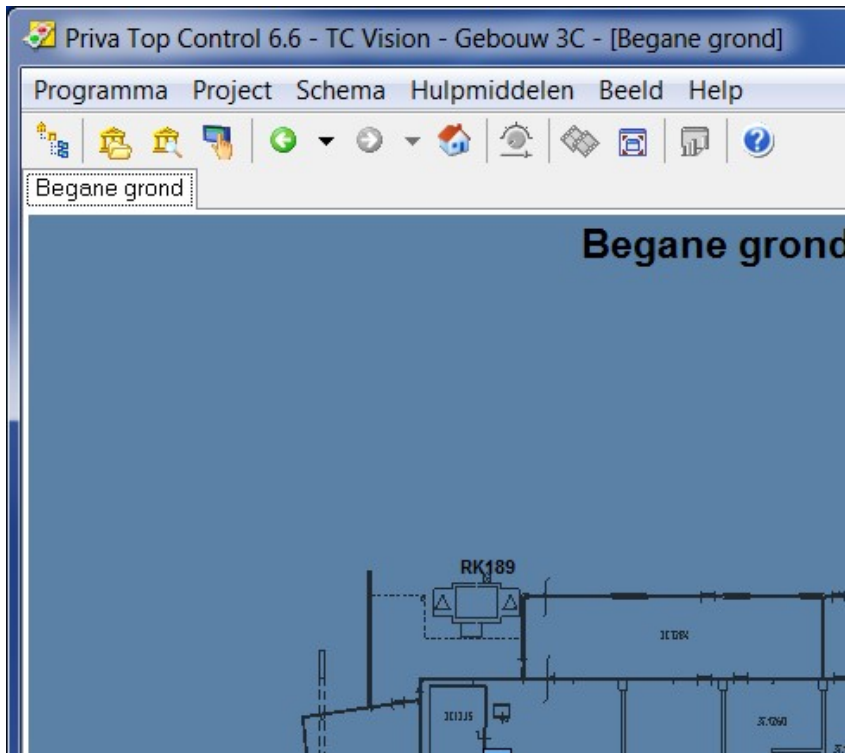 Priva Top Control 6.6 - TC Vision - Gebouw 3C - [Begane grond]
Programma Project Schema Hulpmiddelen Beeld Help
Begane grond
Begane grond
RK189